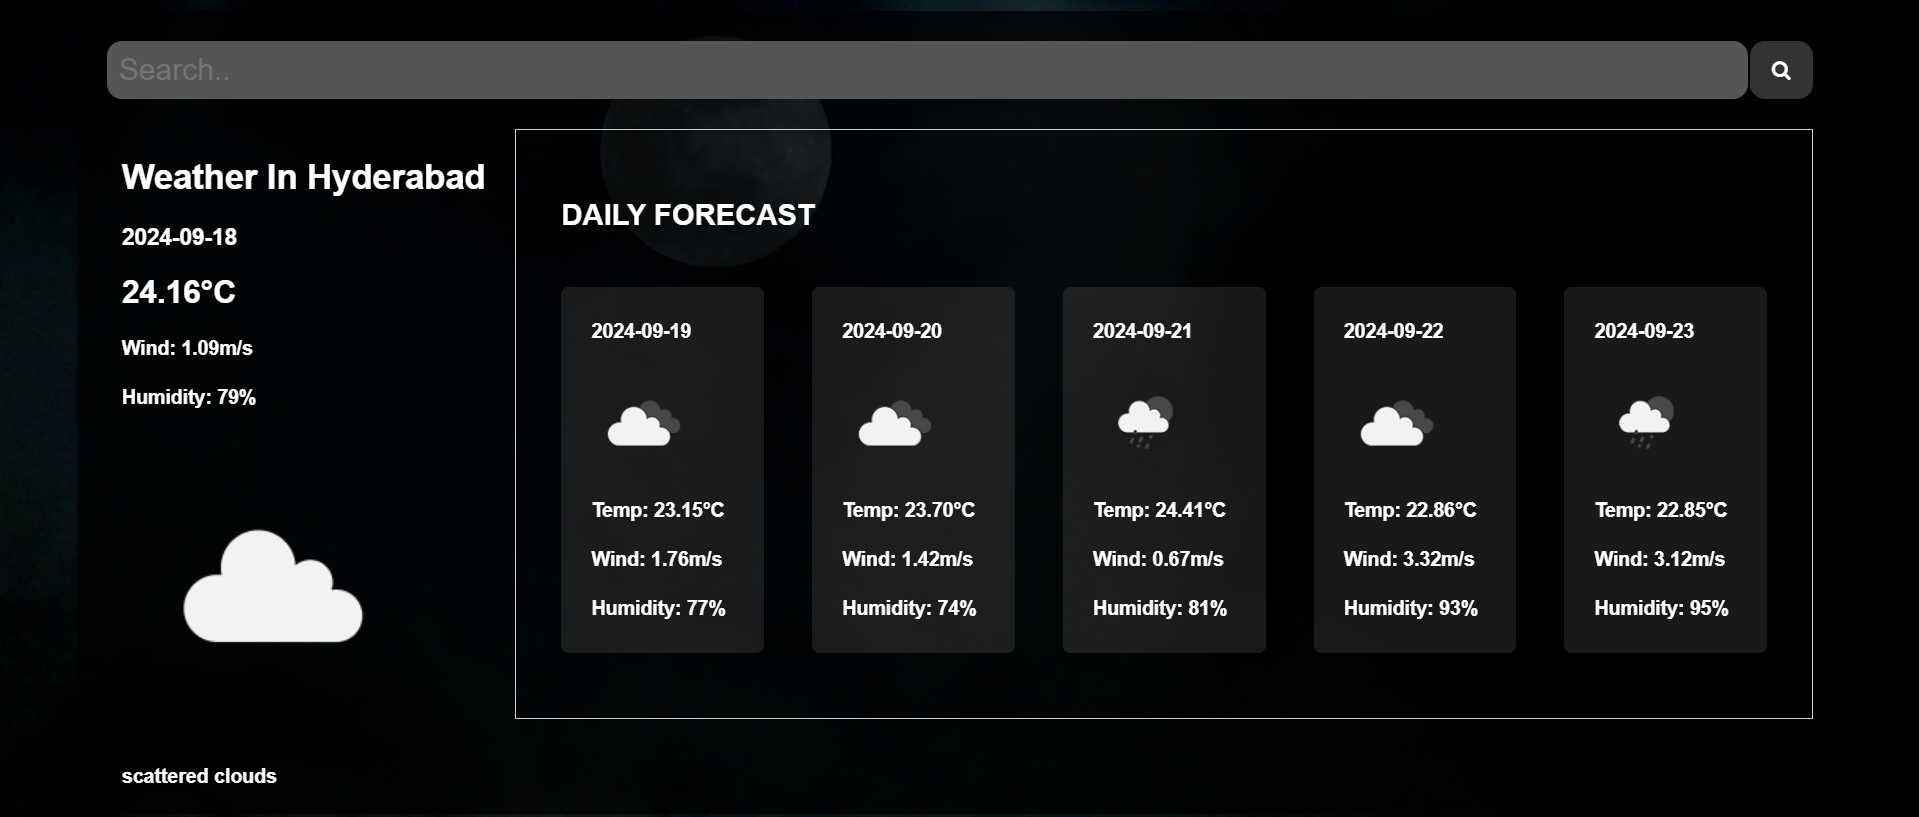 Search..
Weather In Hyderabad
2024-09-18
24.16°C
Wind: 1.09m/s
Humidity: 79%
scattered clouds
DAILY FORECAST
2024-09-19
Temp: 23.15°C
Wind: 1.76m/s
Humidity: 77%
2024-09-20
Temp: 23.70°C
Wind: 1.42m/s
Humidity: 74%
2024-09-21
Temp: 24.41°C
Wind: 0.67m/s
Humidity: 81%
2024-09-22
Temp: 22.86°C
Wind: 3.32m/s
Humidity: 93%
2024-09-23
Temp: 22.85°C
Wind: 3.12m/s
Humidity: 95%